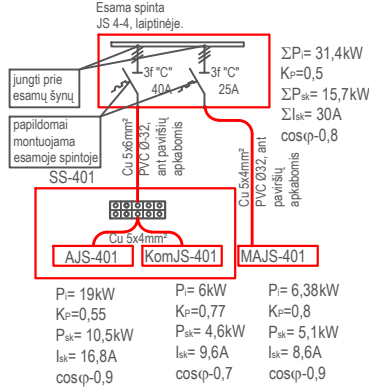 Esama spinta
JS 4-4, laiptinėje.
3f "C"
40A
3f "C"
25A
ΣPi= 31,4kW
KP=0,5
ΣPsk= 15,7kW
ΣIsk= 30A
cosφ-0,8
jungti prie
esamų šynų
papildomai
montuojama
esamoje spintoje
SS-401
Cu 5x6mm²
PVC Ø-32,
ant paviršių
apkabomis
Cu 5x4mm²
PVC Ø32, ant
paviršių
apkabomis
Cu 5x4mm²
AJS-401
KomJS-401
MAJS-401
Pi= 19kW
KP=0,55
Psk= 10,5kW
Isk= 16,8A
cosφ-0,9
Pi= 6kW
KP=0,77
Psk= 4,6kW
Isk= 9,6A
cosφ-0,7
Pi= 6,38kW
KP=0,8
Psk= 5,1kW
Isk= 8,6A
cosφ-0,9